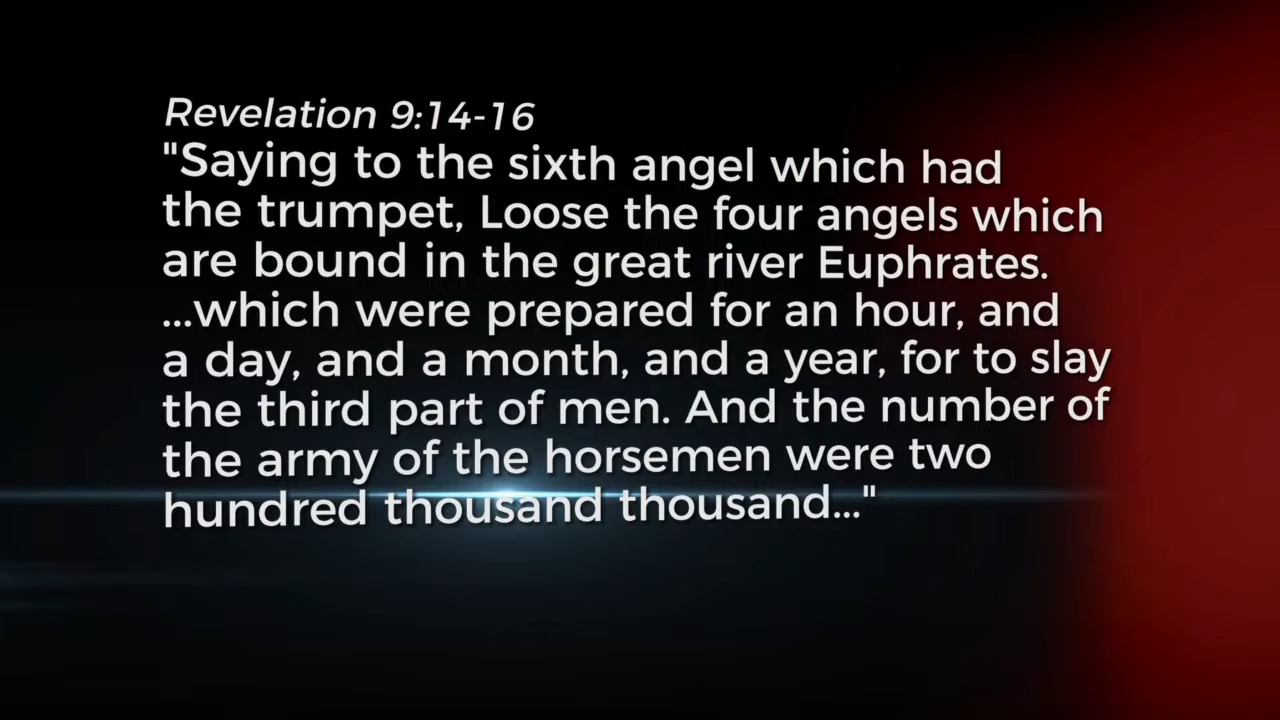 Revelation 9:14-16
"Saying to the sixth angel which had
the trumpet, Loose the four angels which
are bound in the great river Euphrates.
...which were prepared for an hour, and
a day, and a month, and a year, for to slay
the third part of men. And the number of
the army of the horsemen were two
hundred thousand thousand..."